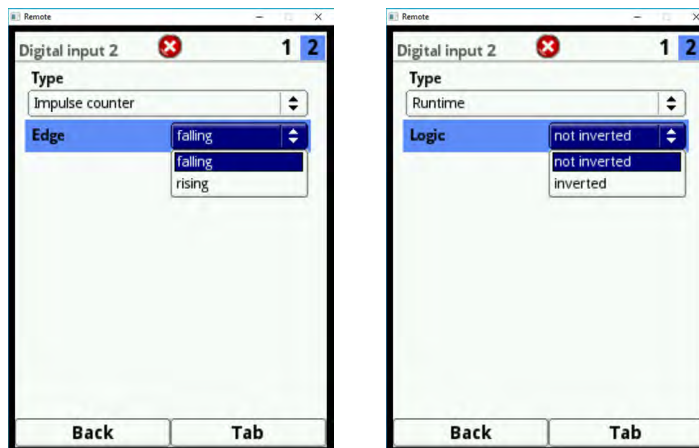 Remote
Digital input 2 1 2
Type
Impulse counter
Edge falling
falling
rising
Back Tab
Remote
Digital input 2 1 2
Type
Runtime
Logic not inverted
not inverted
inverted
Back Tab